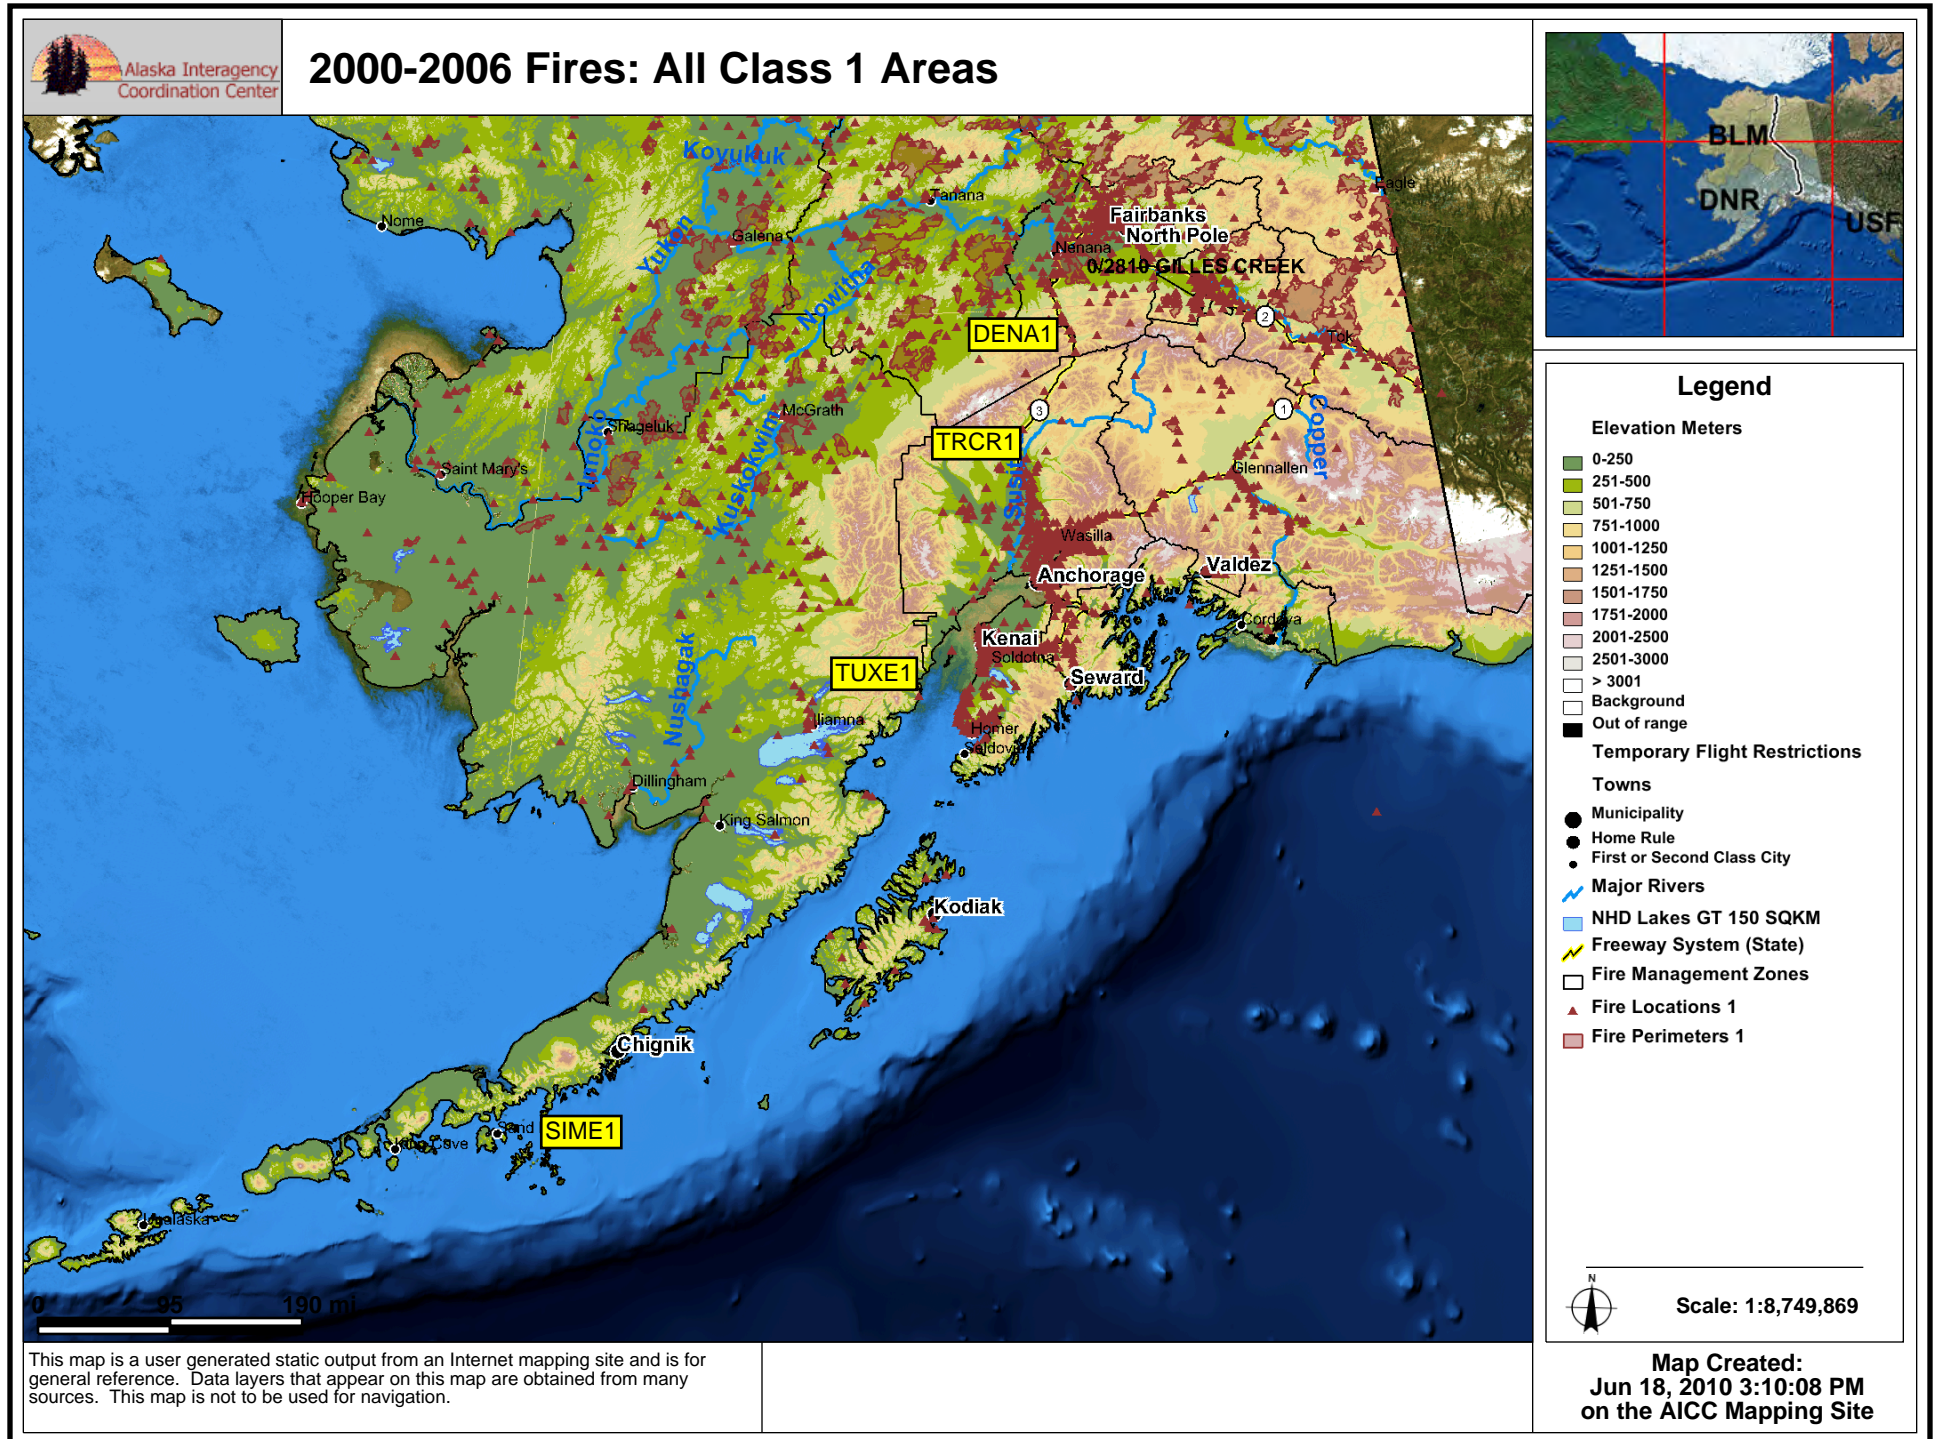 Alaska Interagency
Coordination Center
2000-2006 Fires: All Class 1 Areas
Koyukuk
Eagle
Tanana
Nome
Fairbanks
North Pole
Galena
Yukon
Nenana
0/2810 GILLES CREEK
Nowitna
2
DENA1
Tok
McGrath
3
1
Copper
Shageluk
Innoko
TRCR1
Saint Mary's
Glennallen
Kuskokwim
Hooper Bay
Wasilla
Anchorage
Valdez
Cordova
Kenai
Soldotna
TUXE1
Seward
Nushagak
Iliamna
Homer
Seldovia
Dillingham
King Salmon
Kodiak
Chignik
SIME1
Sand
King Cove
Unalaska
0 95 190 mi
BLM
DNR
USF
Legend
Elevation Meters
0-250
251-500
501-750
751-1000
1001-1250
1251-1500
1501-1750
1751-2000
2001-2500
2501-3000
> 3001
Background
Out of range
Temporary Flight Restrictions
Towns
Municipality
Home Rule
First or Second Class City
Major Rivers
NHD Lakes GT 150 SQKM
Freeway System (State)
Fire Management Zones
Fire Locations 1
Fire Perimeters 1
N
Scale: 1:8,749,869
This map is a user generated static output from an Internet mapping site and is for
general reference. Data layers that appear on this map are obtained from many
sources. This map is not to be used for navigation.
Map Created:
Jun 18, 2010 3:10:08 PM
on the AICC Mapping Site